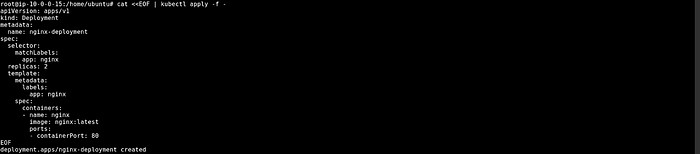 root@ip-10-0-0-15:/home/ubuntu# cat <<EOF | kubectl apply -f -
apiVersion: apps/v1
kind: Deployment
metadata:
  name: nginx-deployment
spec:
  selector:
    matchLabels:
      app: nginx
  replicas: 2
  template:
    metadata:
      labels:
        app: nginx
    spec:
      containers:
      - name: nginx
        image: nginx:latest
        ports:
        - containerPort: 80
EOF
deployment.apps/nginx-deployment created